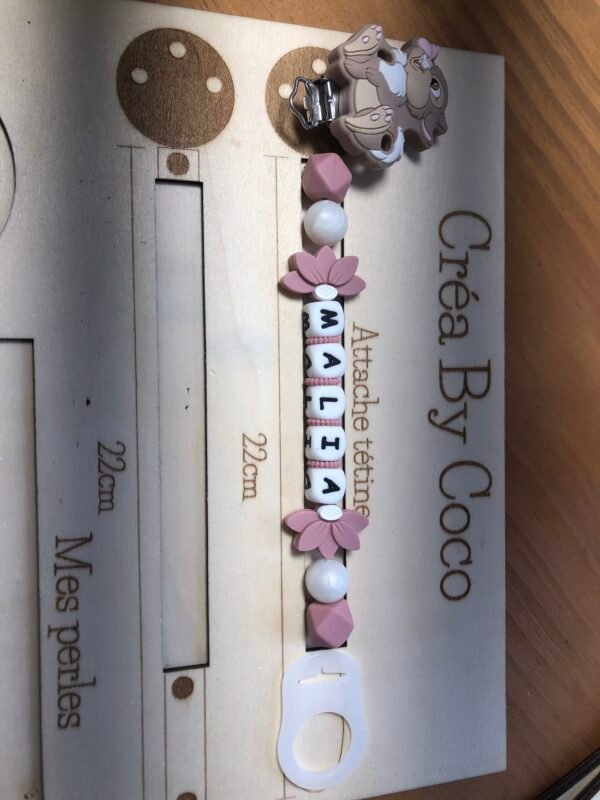 Créa By Coco
Attache tétine
MALIA
22cm
22cm
Mes perles